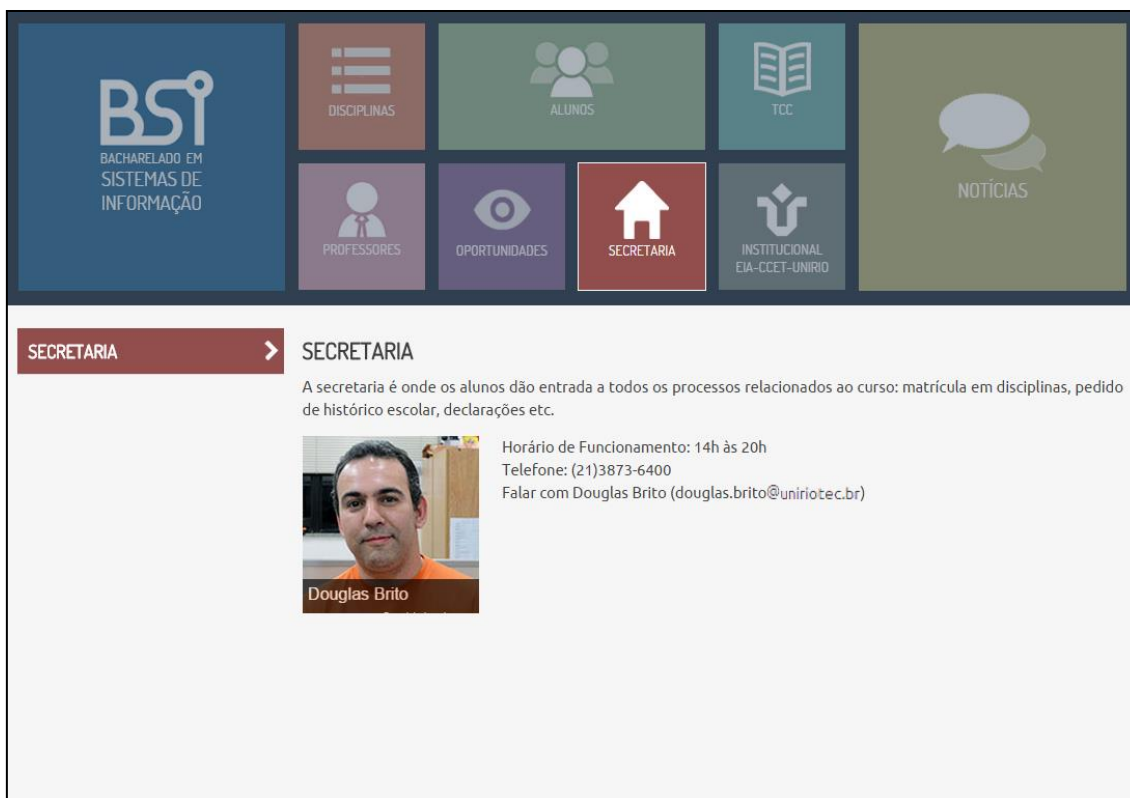 BSI
BACHARELADO EM
SISTEMAS DE
INFORMAÇÃO
DISCIPLINAS
ALUNOS
TCC
NOTÍCIAS
PROFESSORES
OPORTUNIDADES
SECRETARIA
INSTITUCIONAL
EIA-CCET-UNIRIO
SECRETARIA
SECRETARIA
A secretaria é onde os alunos dão entrada a todos os processos relacionados ao curso: matrícula em disciplinas, pedido
de histórico escolar, declarações etc.
Horário de Funcionamento: 14h às 20h
Telefone: (21)3873-6400
Falar com Douglas Brito (douglas.brito@uniriotec.br)
Douglas Brito